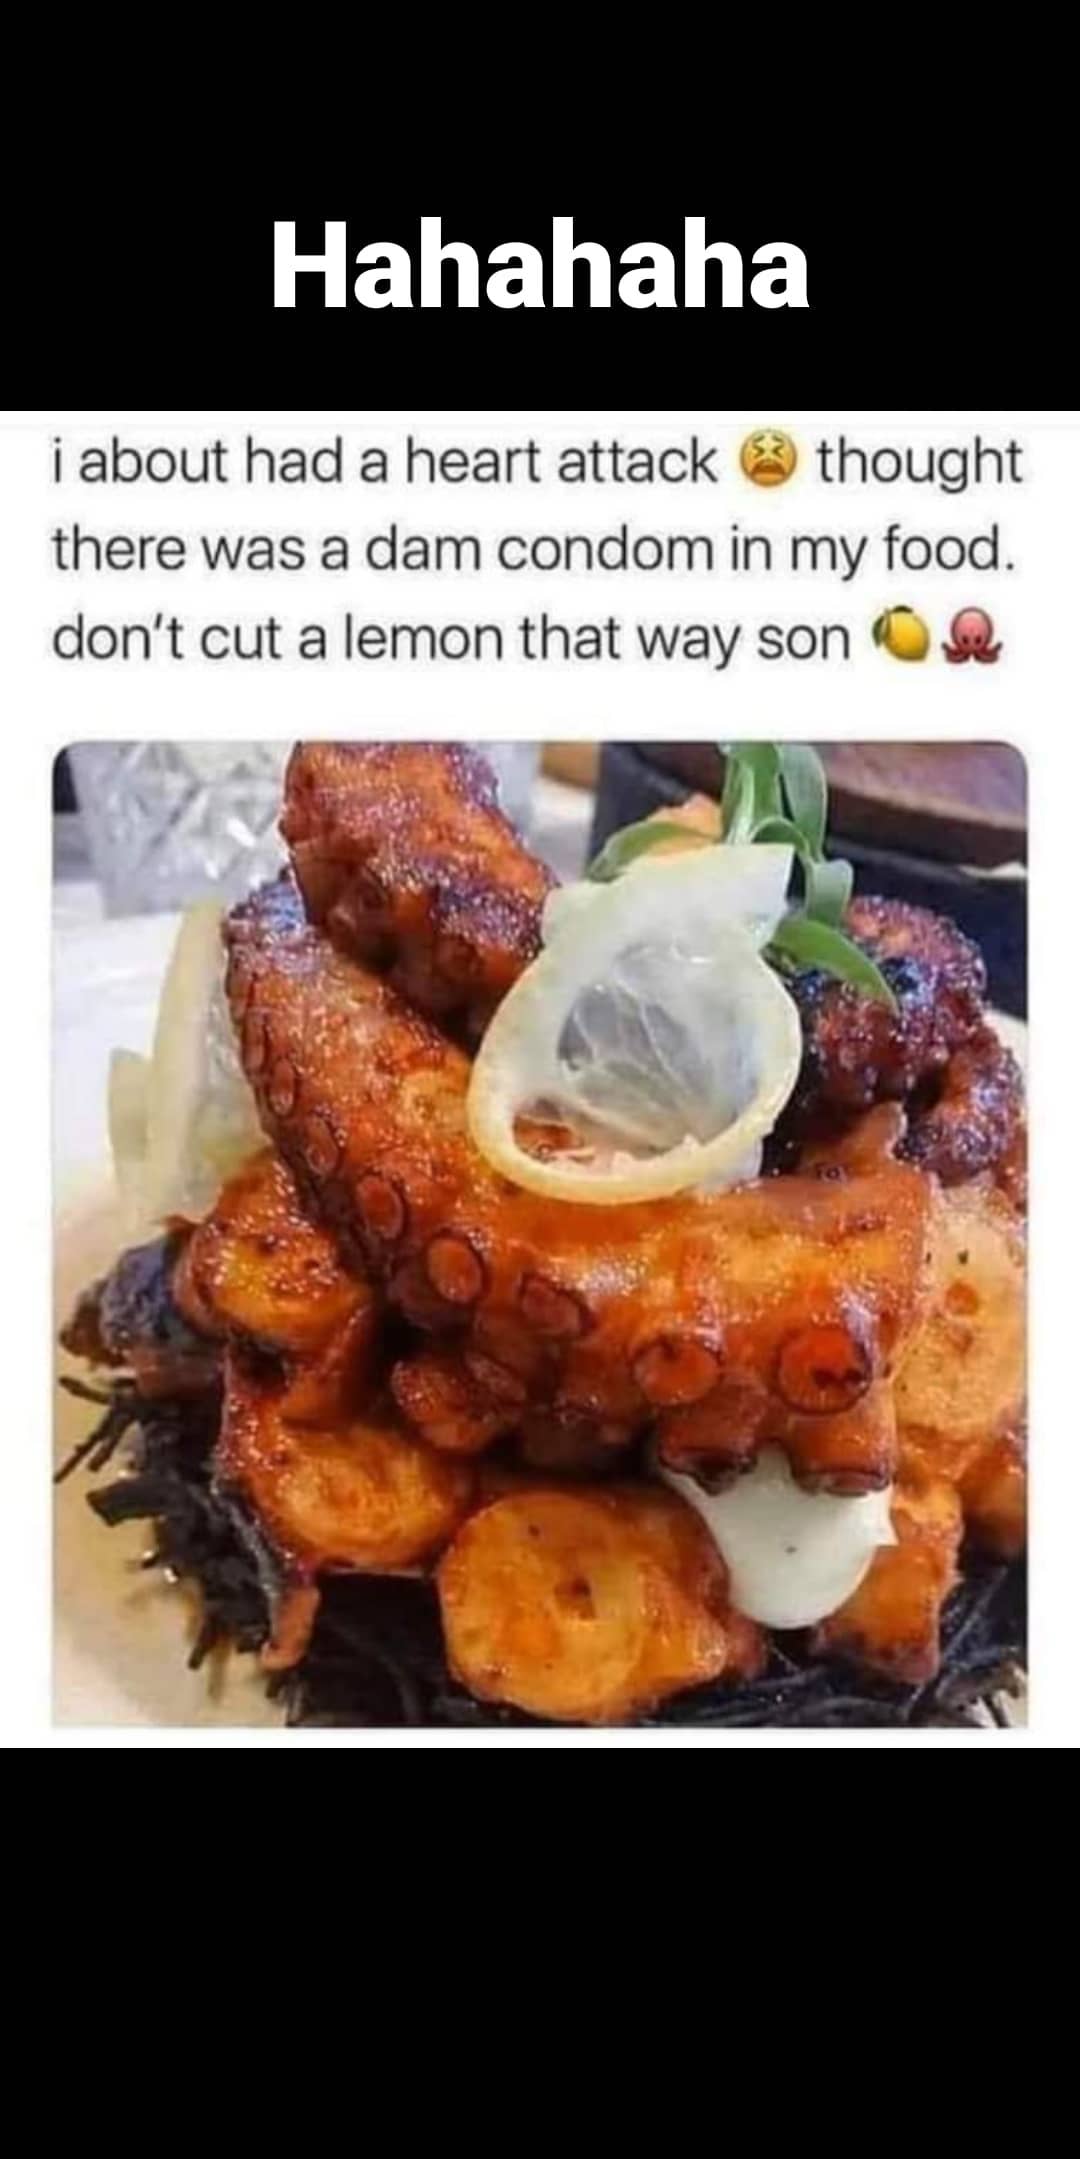 Hahahaha
i about had a heart attack 😫 thought
there was a dam condom in my food.
don't cut a lemon that way son 🍋🐙